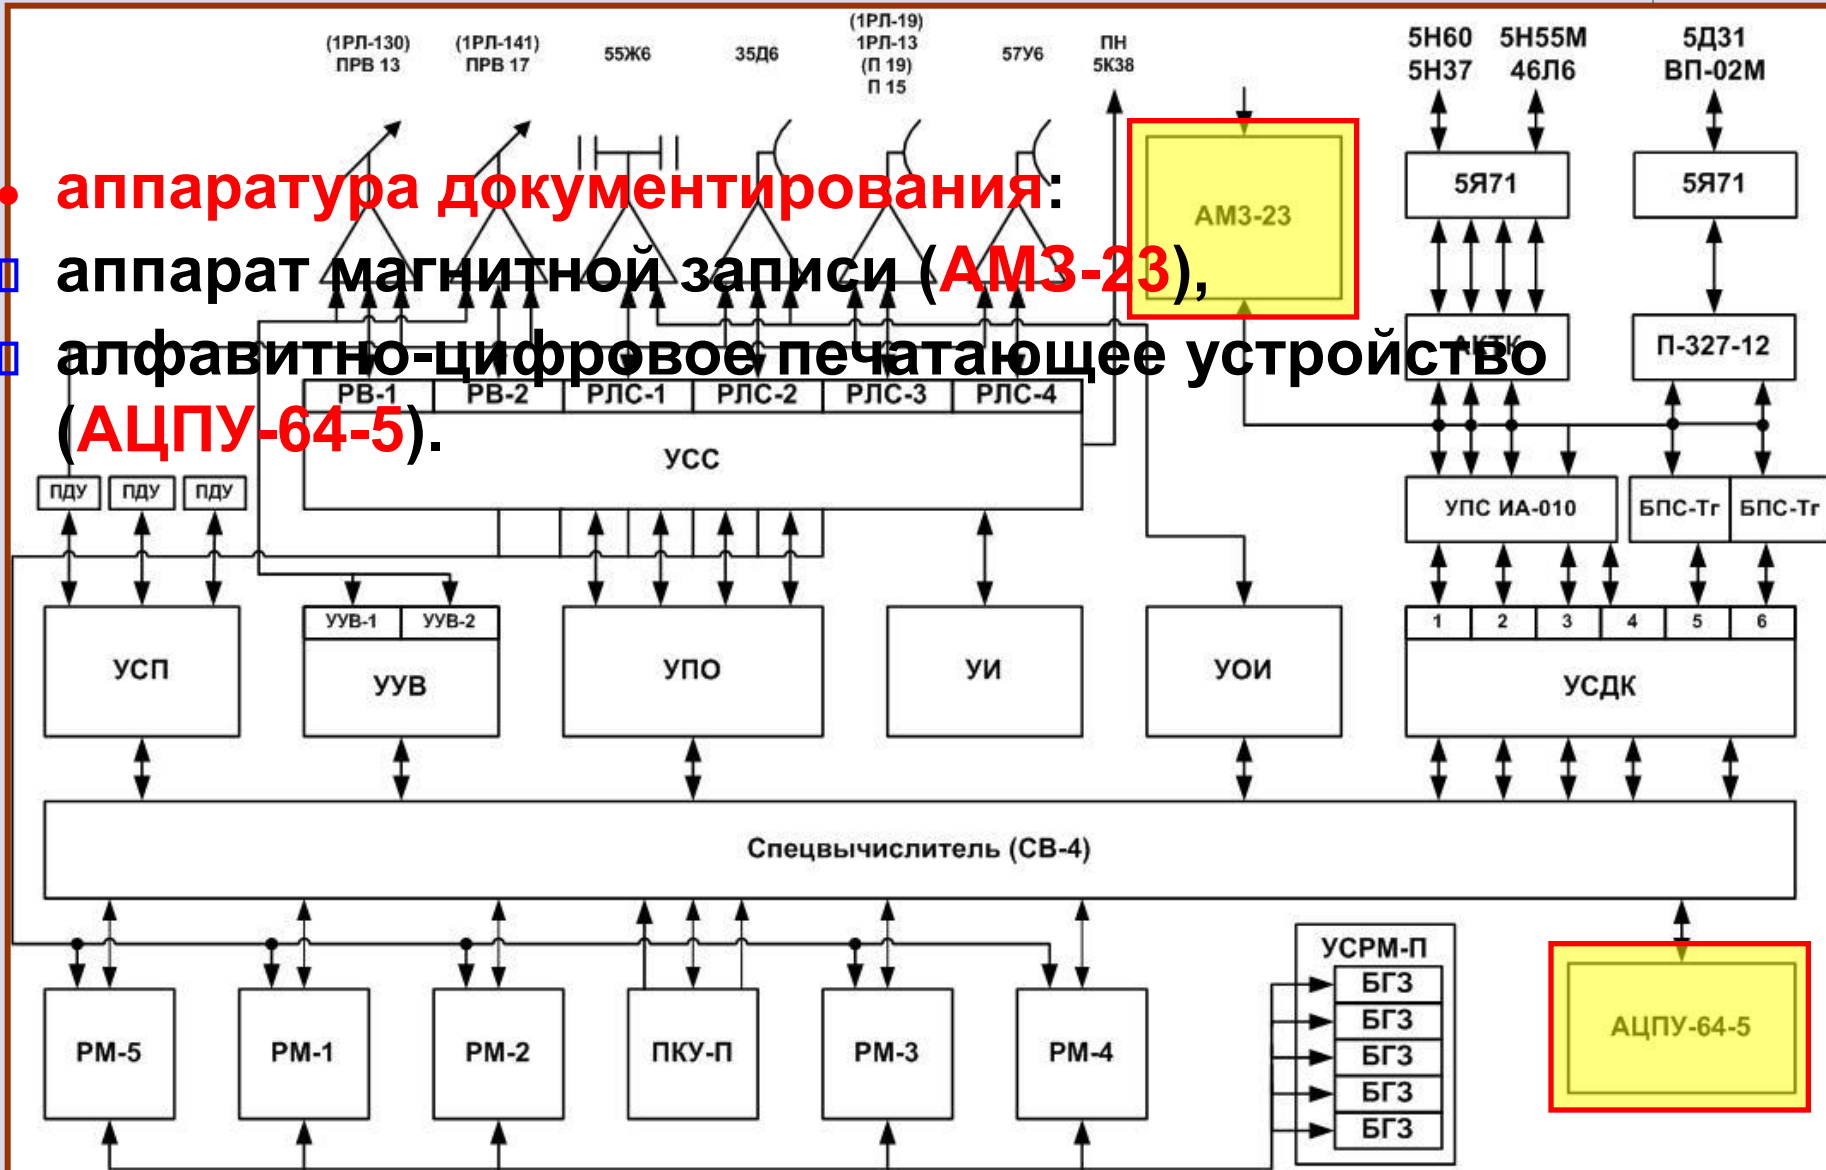 (1РЛ-130)
ПРВ 13
(1РЛ-141)
ПРВ 17
55Ж6
35Д6
(1РЛ-19)
1РЛ-13
(П 19)
П 15
57У6
ПН
5К38
5Н60
5Н37
5Н55М
46Л6
5Д31
ВП-02М
• аппаратура документирования:
аппарат магнитной записи (АМЗ-23),
алфавитно-цифровое печатающее устройство
(АЦПУ-64-5).
АМЗ-23
5Я71
5Я71
АКТК
П-327-12
РВ-1
РВ-2
РЛС-1
РЛС-2
РЛС-3
РЛС-4
УСС
ПДУ
ПДУ
ПДУ
УПС ИА-010
БПС-Тг
БПС-Тг
УСП
УУВ-1
УУВ-2
УУВ
УПО
УИ
УОИ
1
2
3
4
5
6
УСДК
Спецвычислитель (СВ-4)
РМ-5
РМ-1
РМ-2
ПКУ-П
РМ-3
РМ-4
УСРМ-П
БГЗ
БГЗ
БГЗ
БГЗ
БГЗ
АЦПУ-64-5